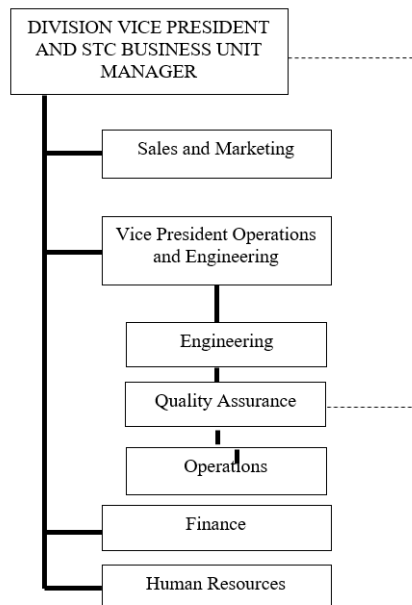 DIVISION VICE PRESIDENT
AND STC BUSINESS UNIT
MANAGER
Sales and Marketing
Vice President Operations
and Engineering
Engineering
Quality Assurance
Operations
Finance
Human Resources